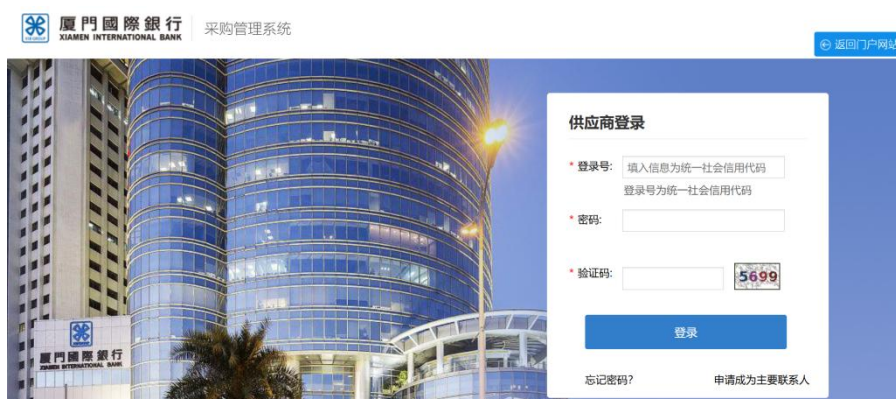 厦門國際銀行
XIAMEN INTERNATIONAL BANK
采购管理系统
返回门户网站
供应商登录
* 登录号: 填入信息为统一社会信用代码
登录号为统一社会信用代码
* 密码:
* 验证码: 5699
登录
忘记密码? 申请成为主要联系人
厦門國際銀行
XIAMEN INTERNATIONAL BANK